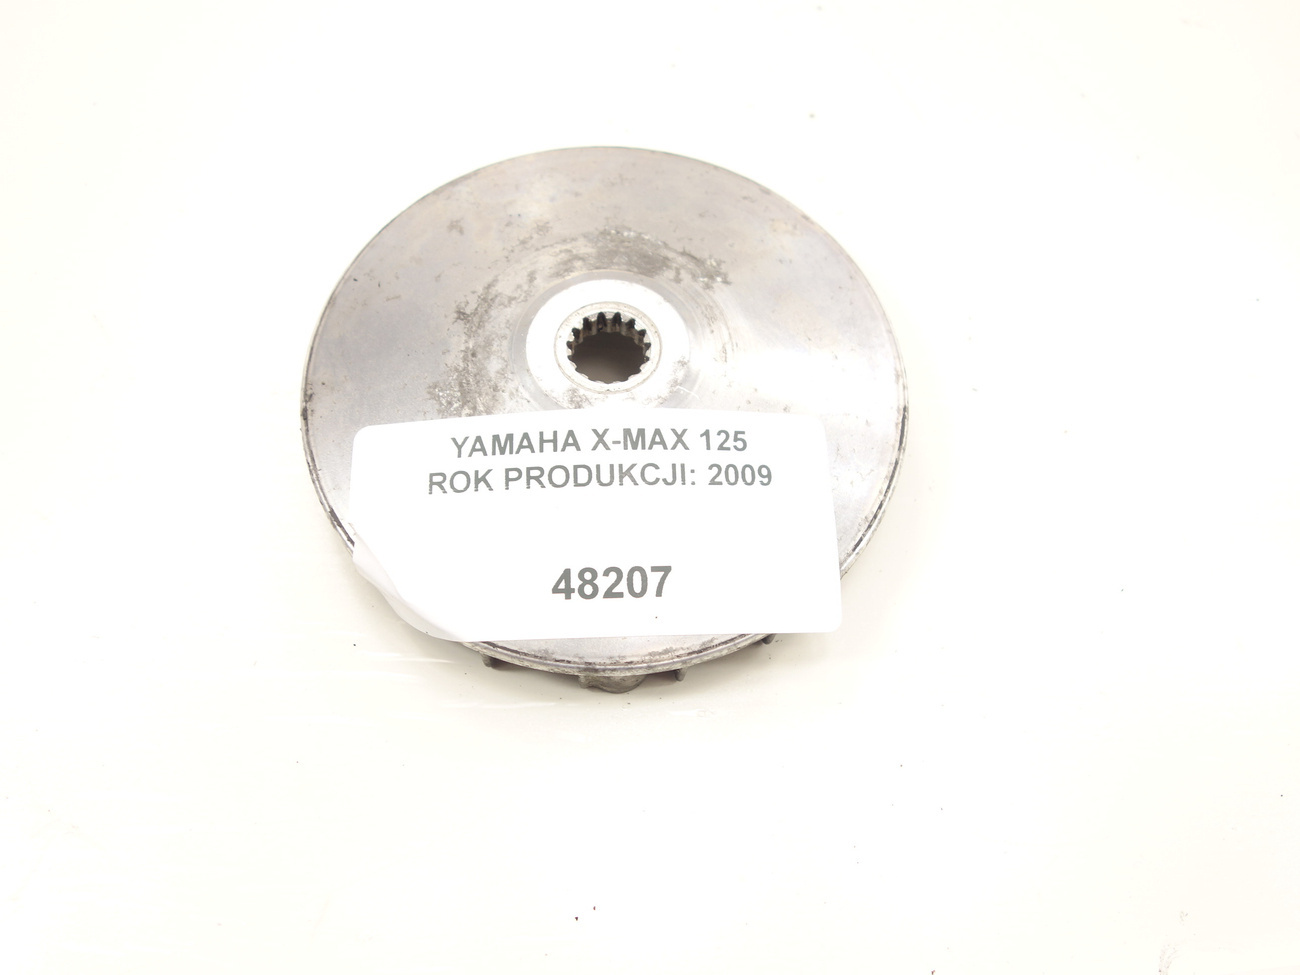 YAMAHA X-MAX 125
ROK PRODUKCJI: 2009
48207